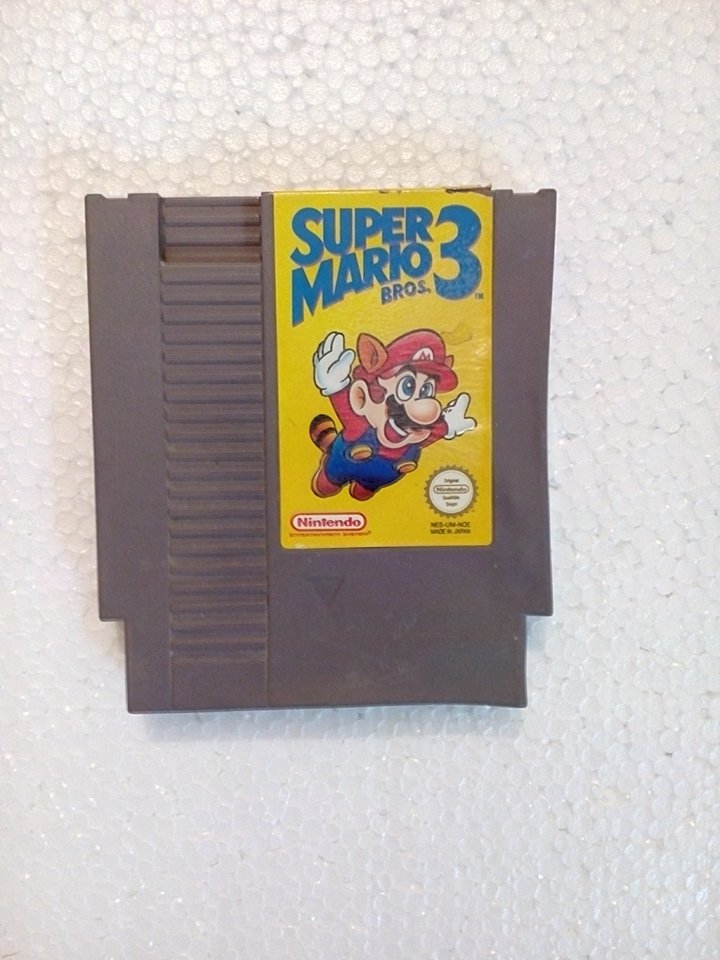 SUPER
MARIO 3
BROS. ™
M
Original
Nintendo
Qualitäts
Siegel
Nintendo
ENTERTAINMENT SYSTEM®
NES-UM-NOE
MADE IN JAPAN